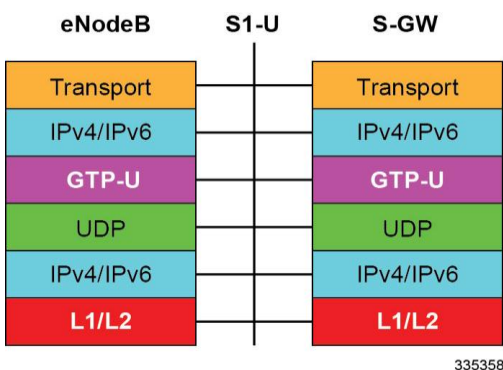 eNodeB S1-U S-GW
Transport Transport
IPv4/IPv6 IPv4/IPv6
GTP-U GTP-U
UDP UDP
IPv4/IPv6 IPv4/IPv6
L1/L2 L1/L2
335358